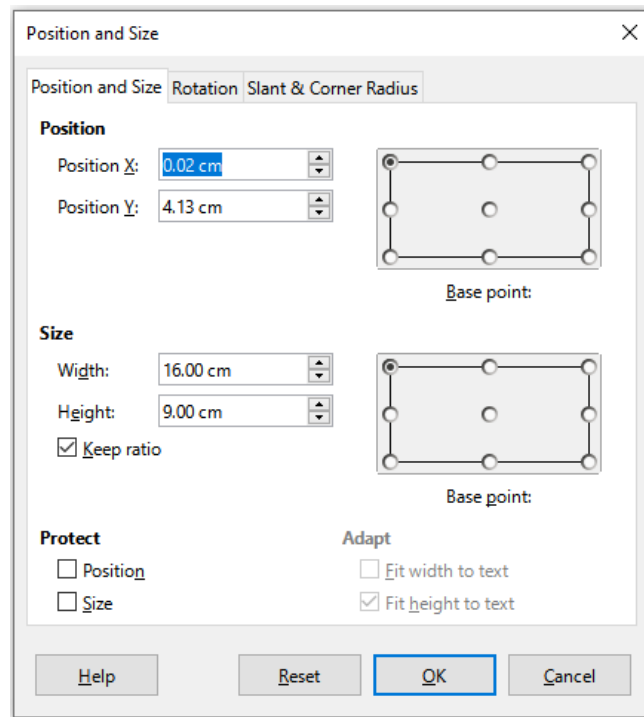 Position and Size
Position and Size Rotation Slant & Corner Radius
Position
Position X: 0.02 cm
Position Y: 4.13 cm
Base point:
Size
Width: 16.00 cm
Height: 9.00 cm
Keep ratio
Base point:
Protect Adapt
Position Fit width to text
Size Fit height to text
Help Reset OK Cancel